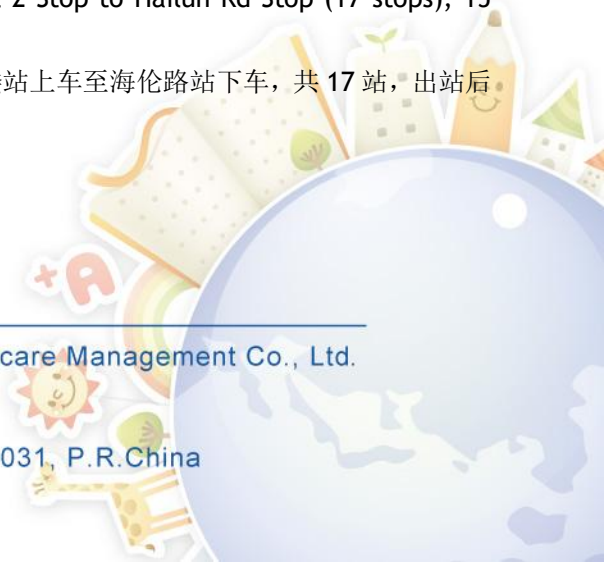 2 Stop to Hailun Rd Stop (17 stops), 15
站上车至海伦路站下车，共 17 站，出站后
+A
care Management Co., Ltd.
031, P.R.China